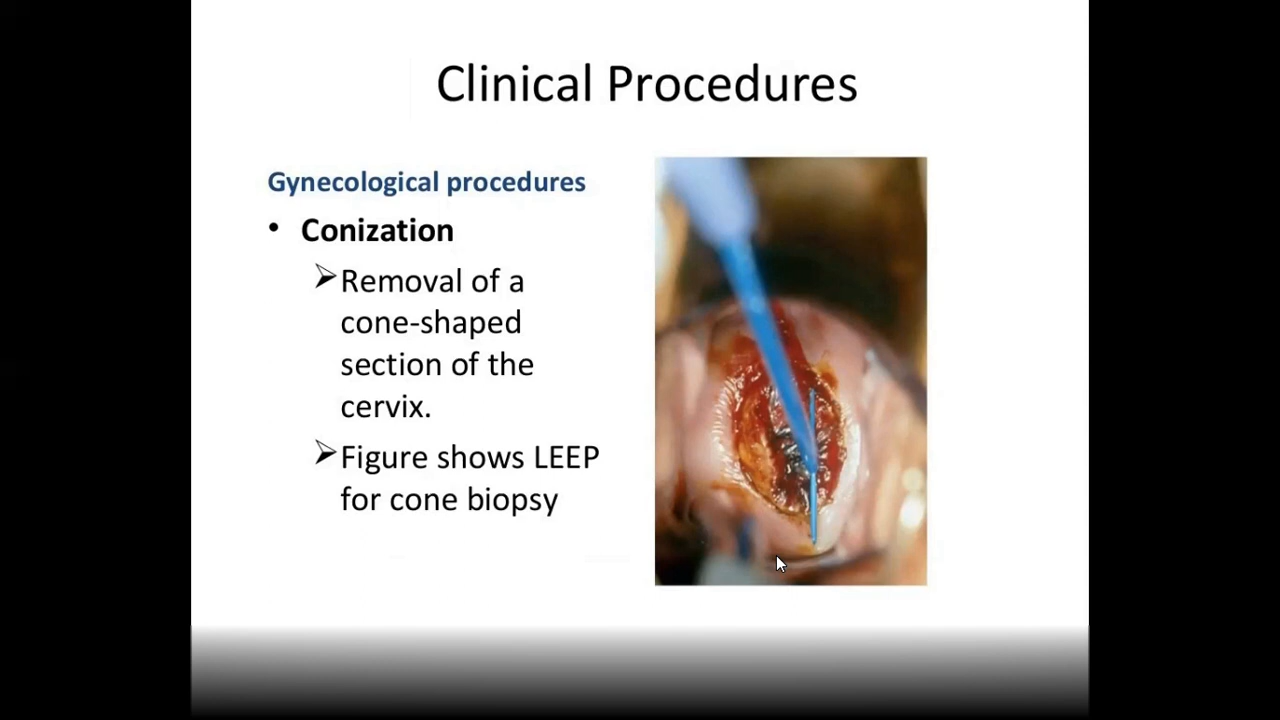 Clinical Procedures
Gynecological procedures
• Conization
➢Removal of a
cone-shaped
section of the
cervix.
➢Figure shows LEEP
for cone biopsy